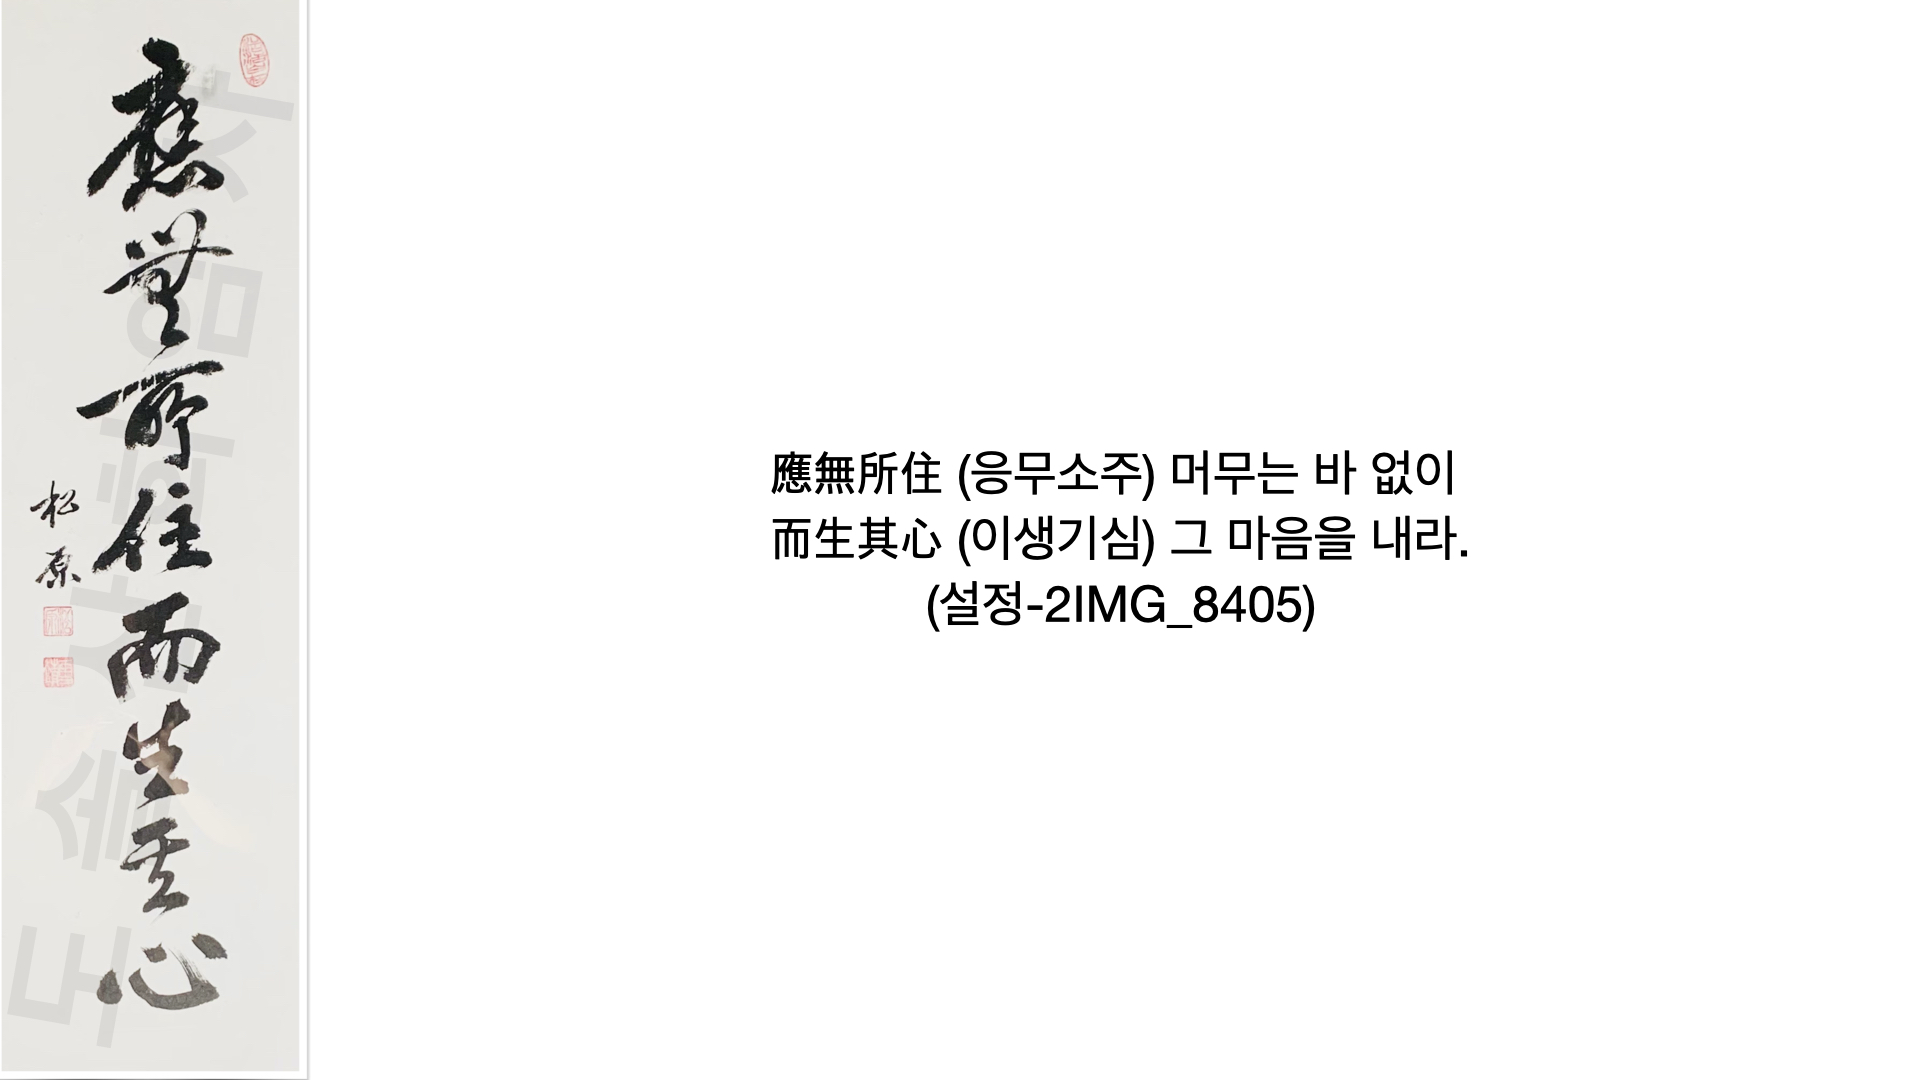 應無所住而生其心
松原
應無所住 (응무소주) 머무는 바 없이
而生其心 (이생기심) 그 마음을 내라.
(설정-2IMG_8405)